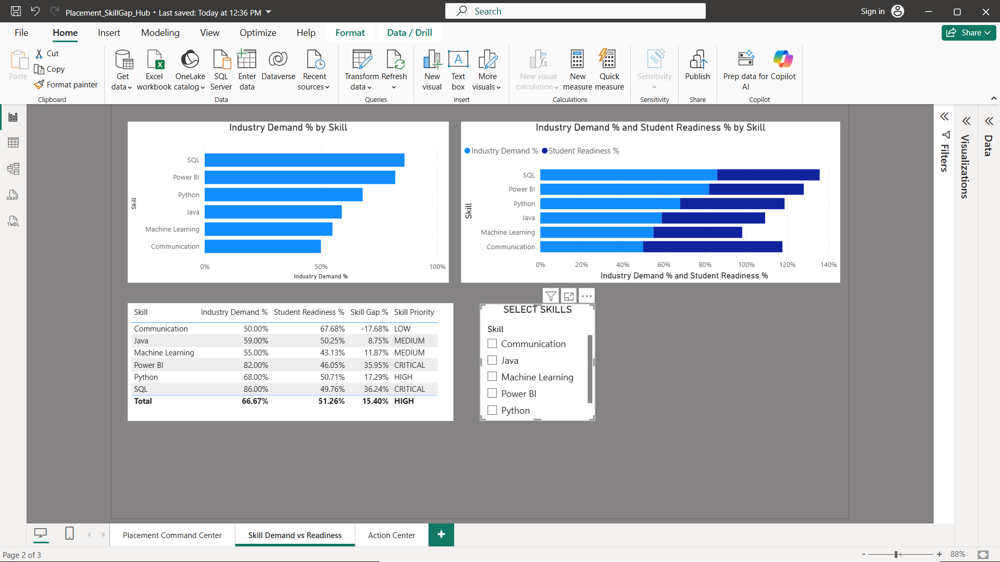 Placement_SkillGap_Hub • Last saved: Today at 12:36 PM
Search
Sign in
File Home Insert Modeling View Optimize Help Format Data / Drill
Share
Paste
Cut
Copy
Format painter
Get data
Excel workbook
OneLake catalog
SQL Server
Enter data
Dataverse
Recent sources
Transform data
Refresh
New visual
Text box
More visuals
New visual calculation
New measure
Quick measure
Sensitivity
Publish
Prep data for AI
Copilot
Clipboard Data Queries Insert Calculations Sensitivity Share Copilot
DAX
TMDL
Industry Demand % by Skill
Skill
SQL
Power BI
Python
Java
Machine Learning
Communication
0% 50% 100%
Industry Demand %
Industry Demand % and Student Readiness % by Skill
Industry Demand % Student Readiness %
Skill
SQL
Power BI
Python
Java
Machine Learning
Communication
0% 20% 40% 60% 80% 100% 120% 140%
Industry Demand % and Student Readiness %
Skill Industry Demand % Student Readiness % Skill Gap % Skill Priority
Communication 50.00% 67.68% -17.68% LOW
Java 59.00% 50.25% 8.75% MEDIUM
Machine Learning 55.00% 43.13% 11.87% MEDIUM
Power BI 82.00% 46.05% 35.95% CRITICAL
Python 68.00% 50.71% 17.29% HIGH
SQL 86.00% 49.76% 36.24% CRITICAL
Total 66.67% 51.26% 15.40% HIGH
SELECT SKILLS
Skill
Communication
Java
Machine Learning
Power BI
Python
Filters
Visualizations
Data
Placement Command Center Skill Demand vs Readiness Action Center
Page 2 of 3
- + 88%